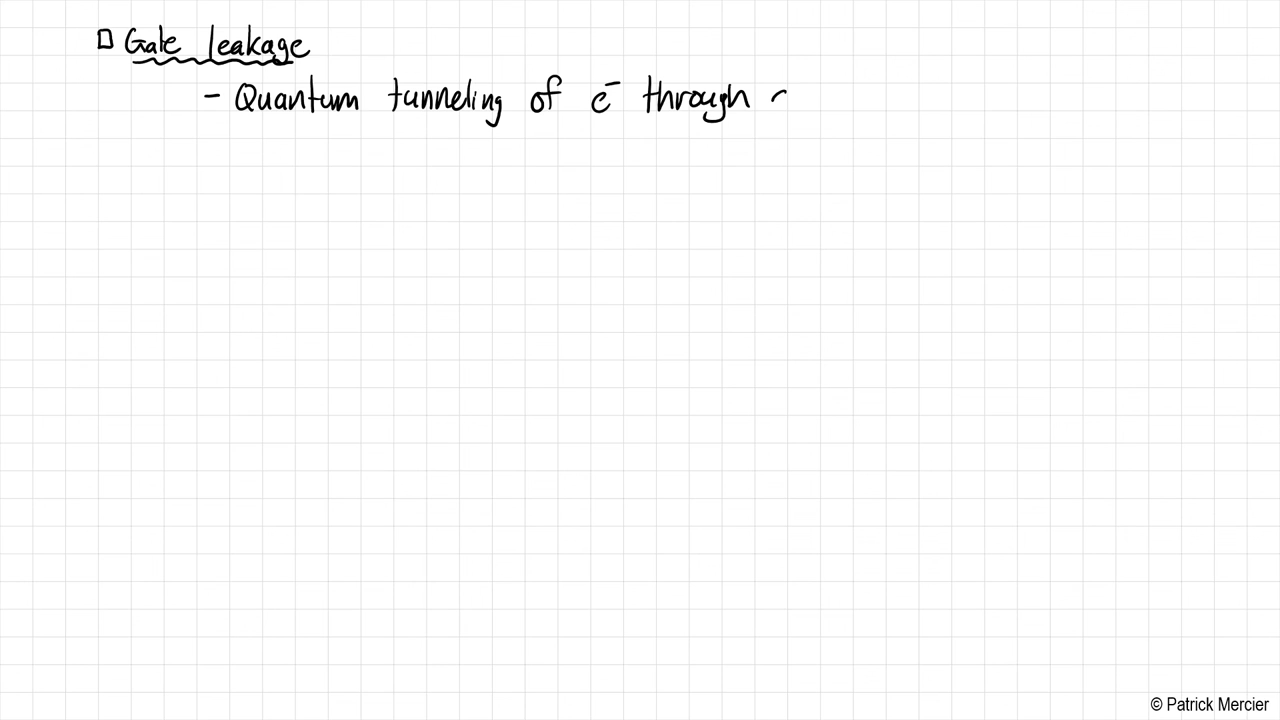 Gate leakage
- Quantum tunneling of e⁻ through
© Patrick Mercier